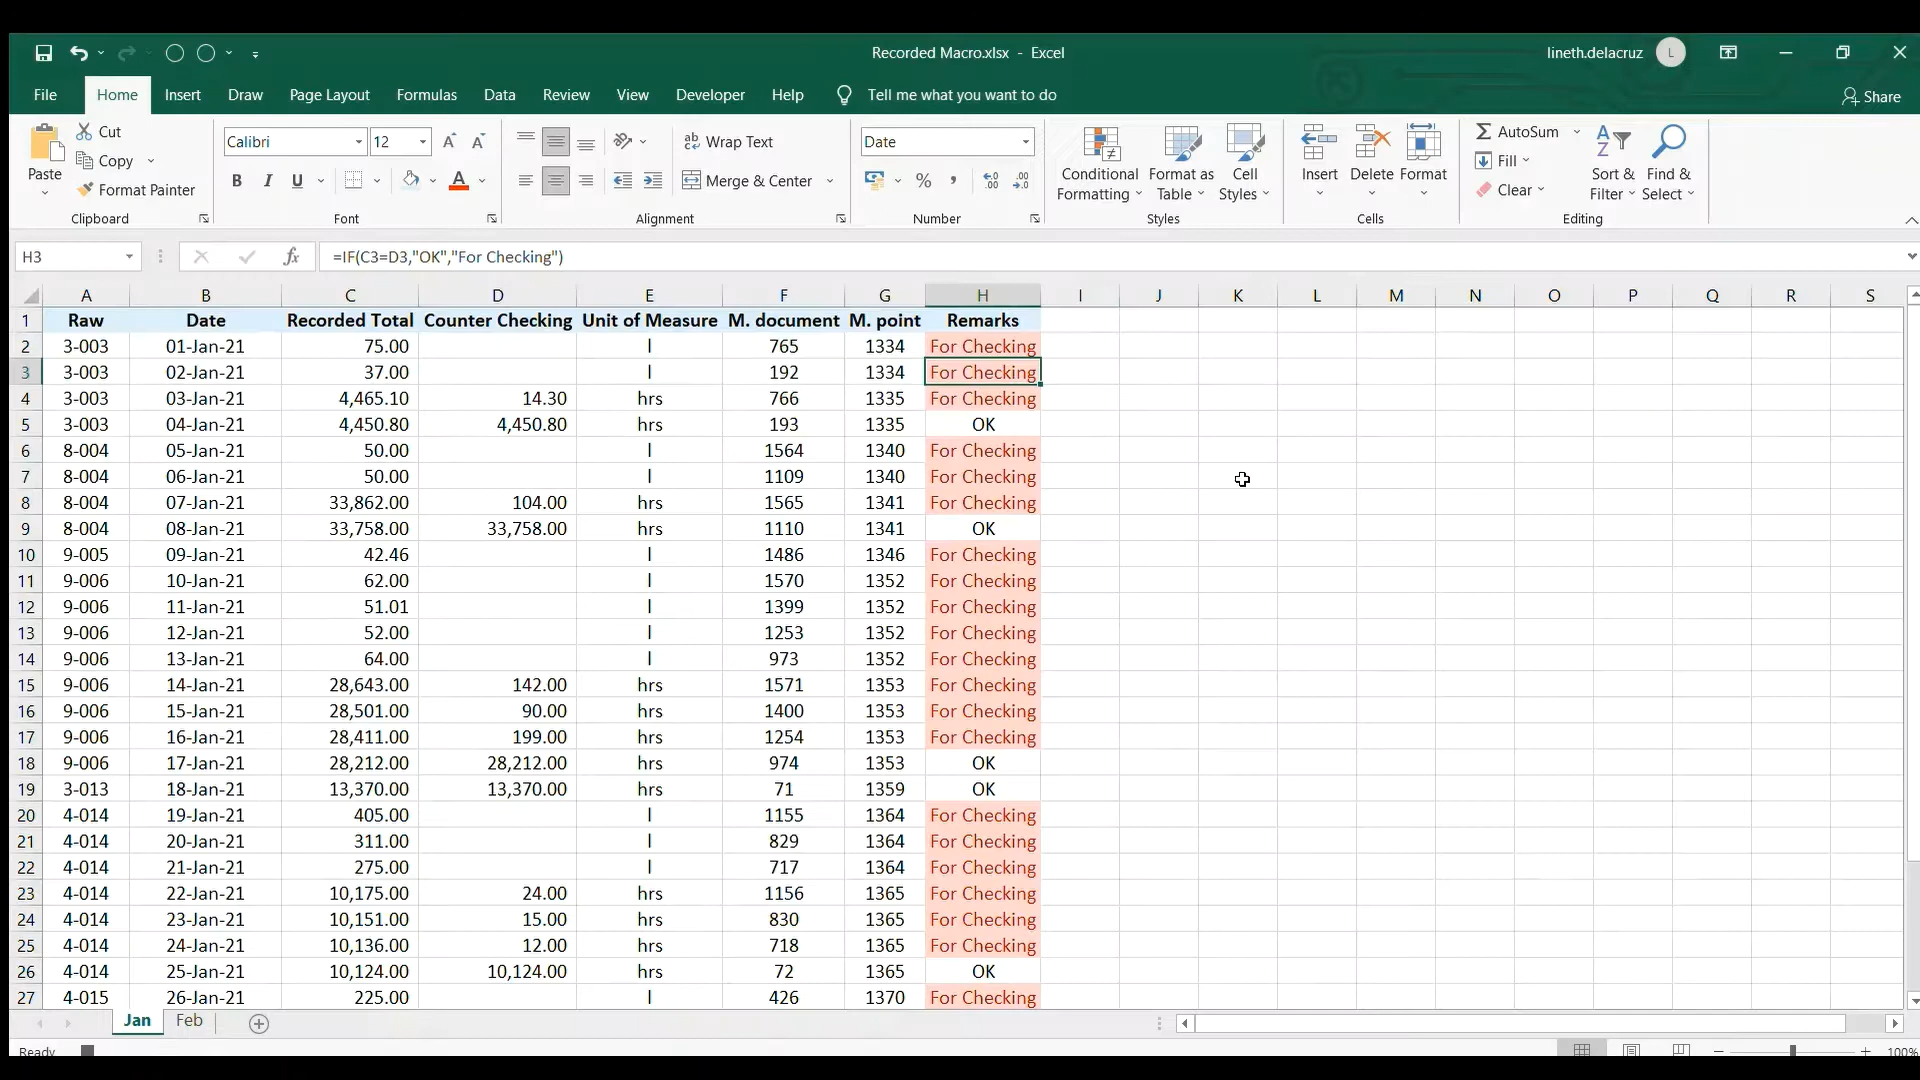 Recorded Macro.xlsx - Excel
lineth.delacruz L
File Home Insert Draw Page Layout Formulas Data Review View Developer Help Tell me what you want to do Share
Paste Cut Copy Format Painter Clipboard
Calibri 12 A A B I U A Font
ab Wrap Text Merge & Center Alignment
Date % , .00 .00 Number
Conditional Formatting Format as Table Cell Styles Styles
Insert Delete Format Cells
AutoSum Fill Clear Sort & Filter Find & Select Editing
H3 fx =IF(C3=D3,"OK","For Checking")
A B C D E F G H I J K L M N O P Q R S
1 Raw Date Recorded Total Counter Checking Unit of Measure M. document M. point Remarks
2 3-003 01-Jan-21 75.00 l 765 1334 For Checking
3 3-003 02-Jan-21 37.00 l 192 1334 For Checking
4 3-003 03-Jan-21 4,465.10 14.30 hrs 766 1335 For Checking
5 3-003 04-Jan-21 4,450.80 4,450.80 hrs 193 1335 OK
6 8-004 05-Jan-21 50.00 l 1564 1340 For Checking
7 8-004 06-Jan-21 50.00 l 1109 1340 For Checking
8 8-004 07-Jan-21 33,862.00 104.00 hrs 1565 1341 For Checking
9 8-004 08-Jan-21 33,758.00 33,758.00 hrs 1110 1341 OK
10 9-005 09-Jan-21 42.46 l 1486 1346 For Checking
11 9-006 10-Jan-21 62.00 l 1570 1352 For Checking
12 9-006 11-Jan-21 51.01 l 1399 1352 For Checking
13 9-006 12-Jan-21 52.00 l 1253 1352 For Checking
14 9-006 13-Jan-21 64.00 l 973 1352 For Checking
15 9-006 14-Jan-21 28,643.00 142.00 hrs 1571 1353 For Checking
16 9-006 15-Jan-21 28,501.00 90.00 hrs 1400 1353 For Checking
17 9-006 16-Jan-21 28,411.00 199.00 hrs 1254 1353 For Checking
18 9-006 17-Jan-21 28,212.00 28,212.00 hrs 974 1353 OK
19 3-013 18-Jan-21 13,370.00 13,370.00 hrs 71 1359 OK
20 4-014 19-Jan-21 405.00 l 1155 1364 For Checking
21 4-014 20-Jan-21 311.00 l 829 1364 For Checking
22 4-014 21-Jan-21 275.00 l 717 1364 For Checking
23 4-014 22-Jan-21 10,175.00 24.00 hrs 1156 1365 For Checking
24 4-014 23-Jan-21 10,151.00 15.00 hrs 830 1365 For Checking
25 4-014 24-Jan-21 10,136.00 12.00 hrs 718 1365 For Checking
26 4-014 25-Jan-21 10,124.00 10,124.00 hrs 72 1365 OK
27 4-015 26-Jan-21 225.00 l 426 1370 For Checking
Jan Feb
Ready 100%